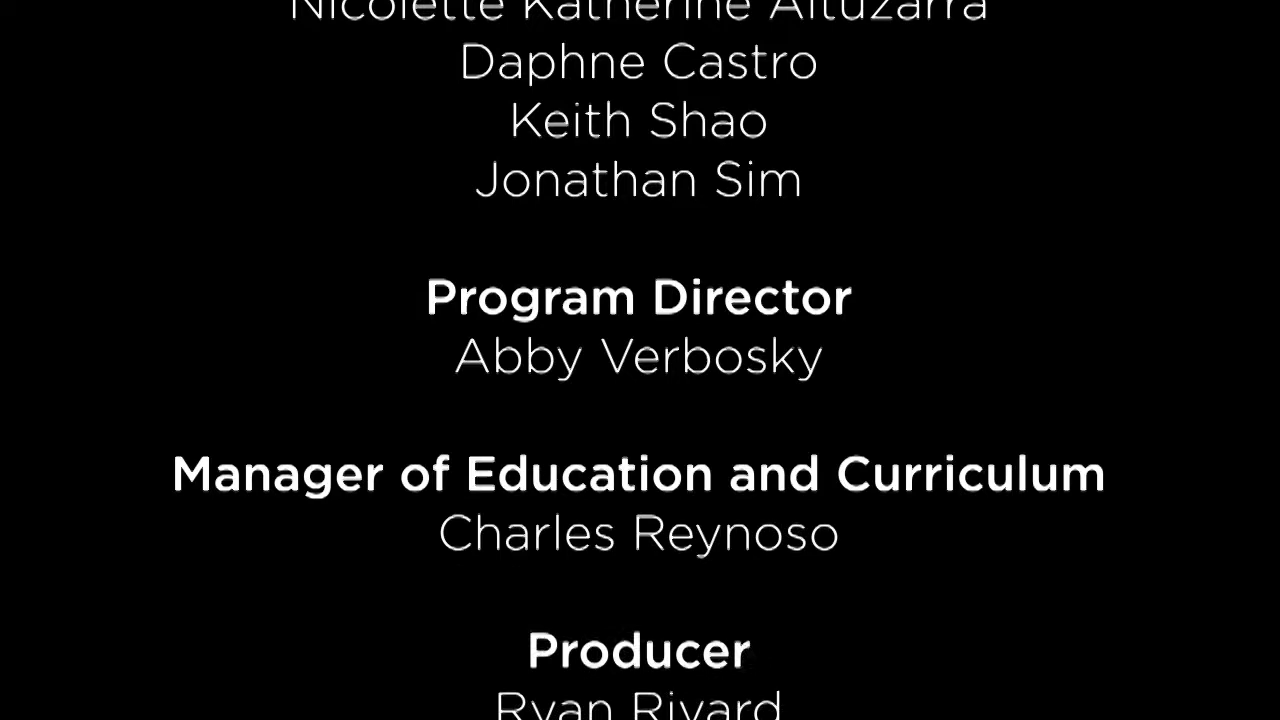 Nicolette Katherine Altuzarra
Daphne Castro
Keith Shao
Jonathan Sim
Program Director
Abby Verbosky
Manager of Education and Curriculum
Charles Reynoso
Producer
Ryan Rivard